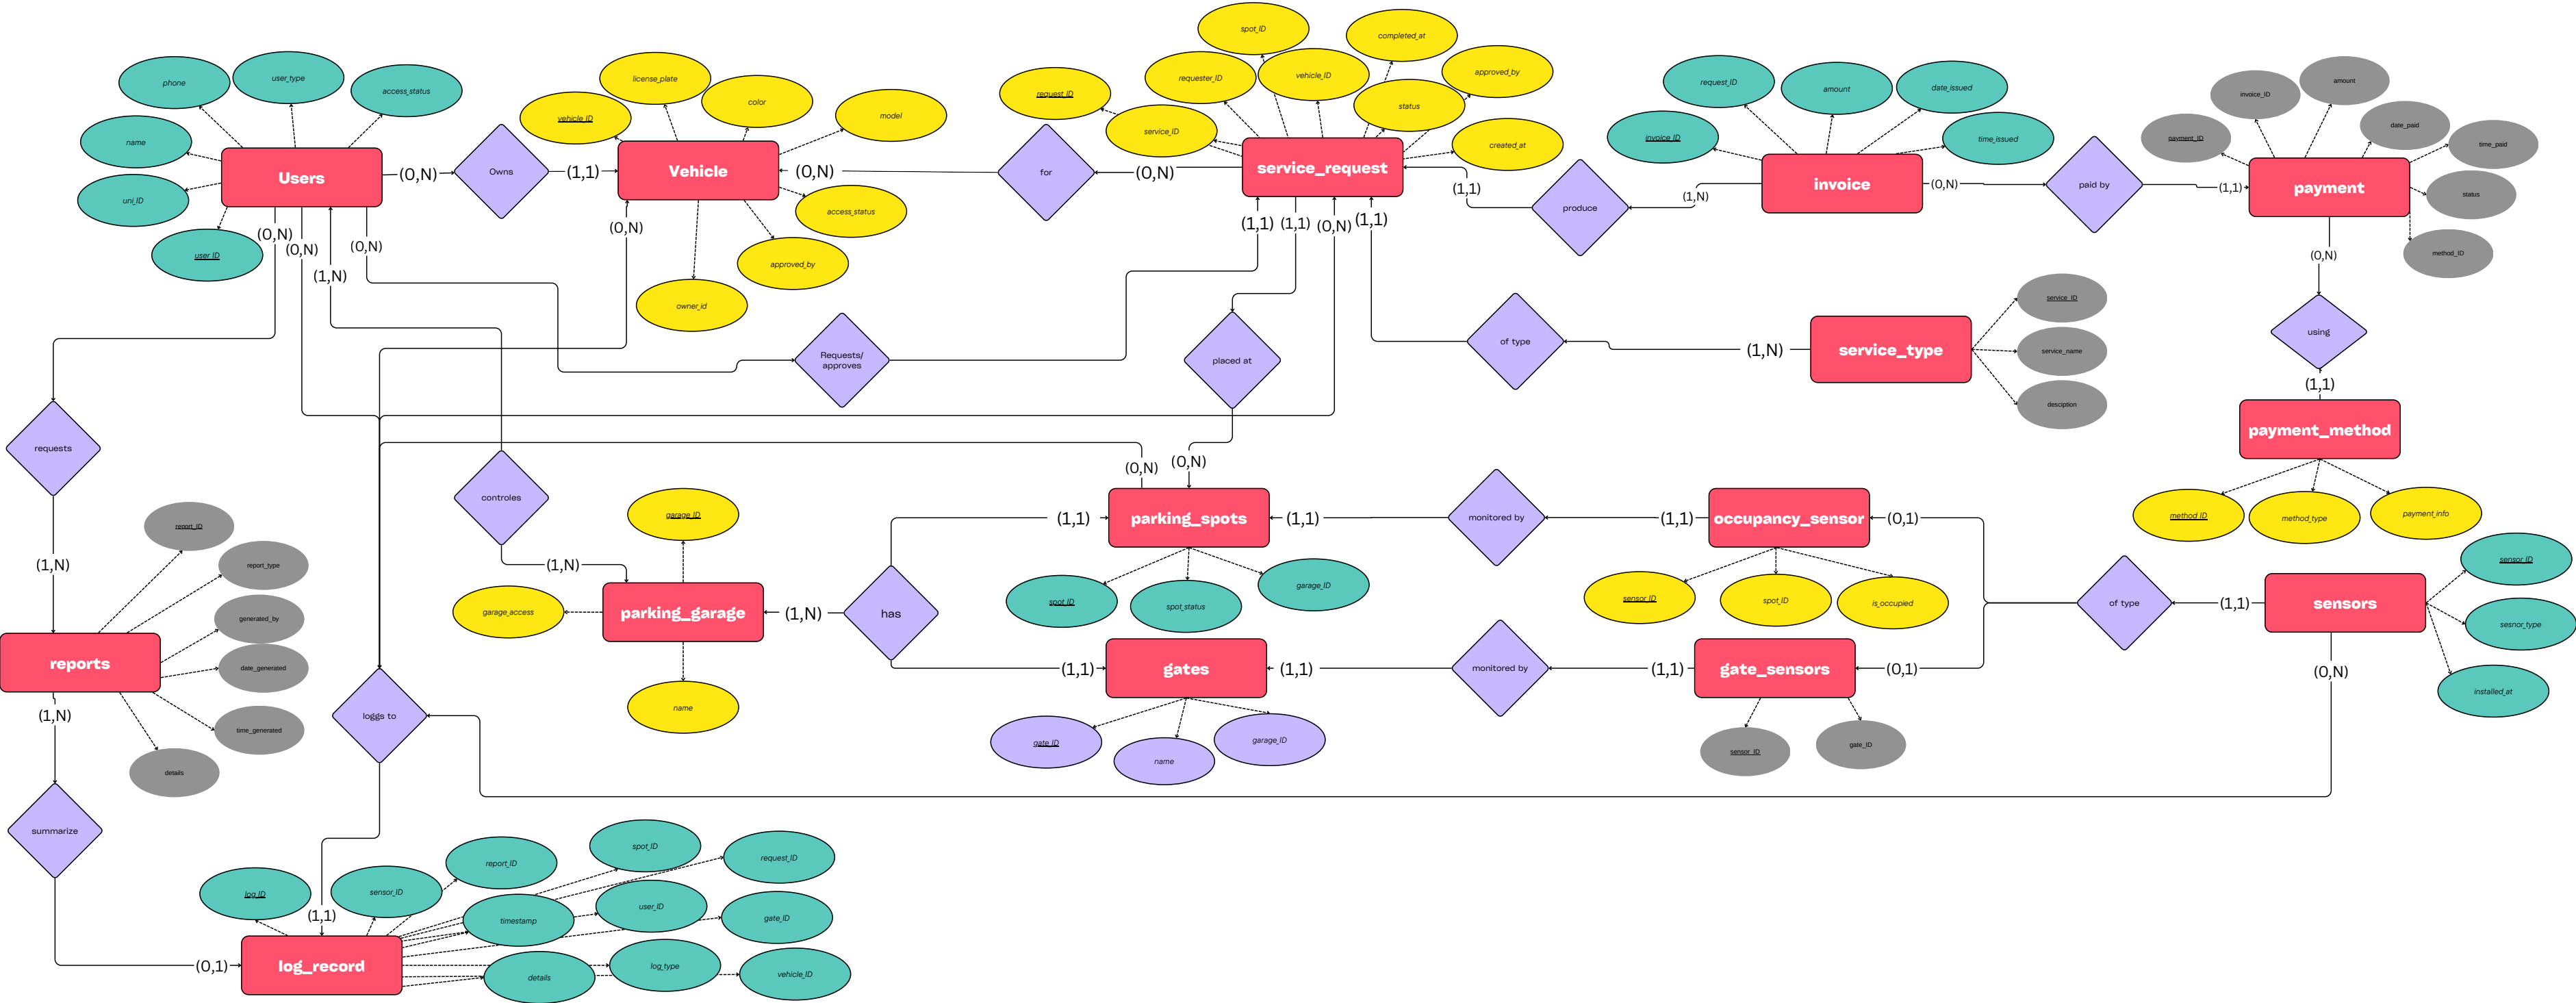 spot_ID
completed_at
phone
user_type
access_status
license_plate
color
requester_ID
vehicle_ID
approved_by
request_ID
amount
date_issued
invoice_ID
amount
vehicle_ID
model
request_ID
status
service_ID
created_at
invoice_ID
time_issued
payment_ID
date_paid
time_paid
name
Users
(0,N)
Owns
(1,1)
Vehicle
(0,N)
for
(0,N)
service_request
(1,1)
produce
(1,N)
invoice
(0,N)
paid by
(1,1)
payment
status
uni_ID
user_ID
(0,N)
(0,N)
(1,N)
(0,N)
(0,N)
access_status
approved_by
owner_id
(1,1)
(1,1)
(0,N)
(1,1)
(0,N)
method_ID
service_ID
service_name
desciption
Requests/
approves
placed at
of type
(1,N)
service_type
using
(1,1)
payment_method
requests
controles
(0,N)
(0,N)
method_ID
method_type
payment_info
report_ID
report_type
generated_by
date_generated
time_generated
details
(1,N)
reports
(1,N)
summarize
garage_ID
(1,N)
garage_access
parking_garage
name
(1,N)
has
(1,1)
parking_spots
(1,1)
monitored by
(1,1)
occupancy_sensor
(0,1)
spot_ID
spot_status
garage_ID
sensor_ID
spot_ID
is_occupied
of type
(1,1)
sensors
sensor_ID
sesnor_type
installed_at
(0,N)
(1,1)
gates
(1,1)
monitored by
(1,1)
gate_sensors
(0,1)
gate_ID
name
garage_ID
sensor_ID
gate_ID
loggs to
(1,1)
(0,1)
log_record
log_ID
sensor_ID
report_ID
spot_ID
request_ID
timestamp
user_ID
gate_ID
details
log_type
vehicle_ID